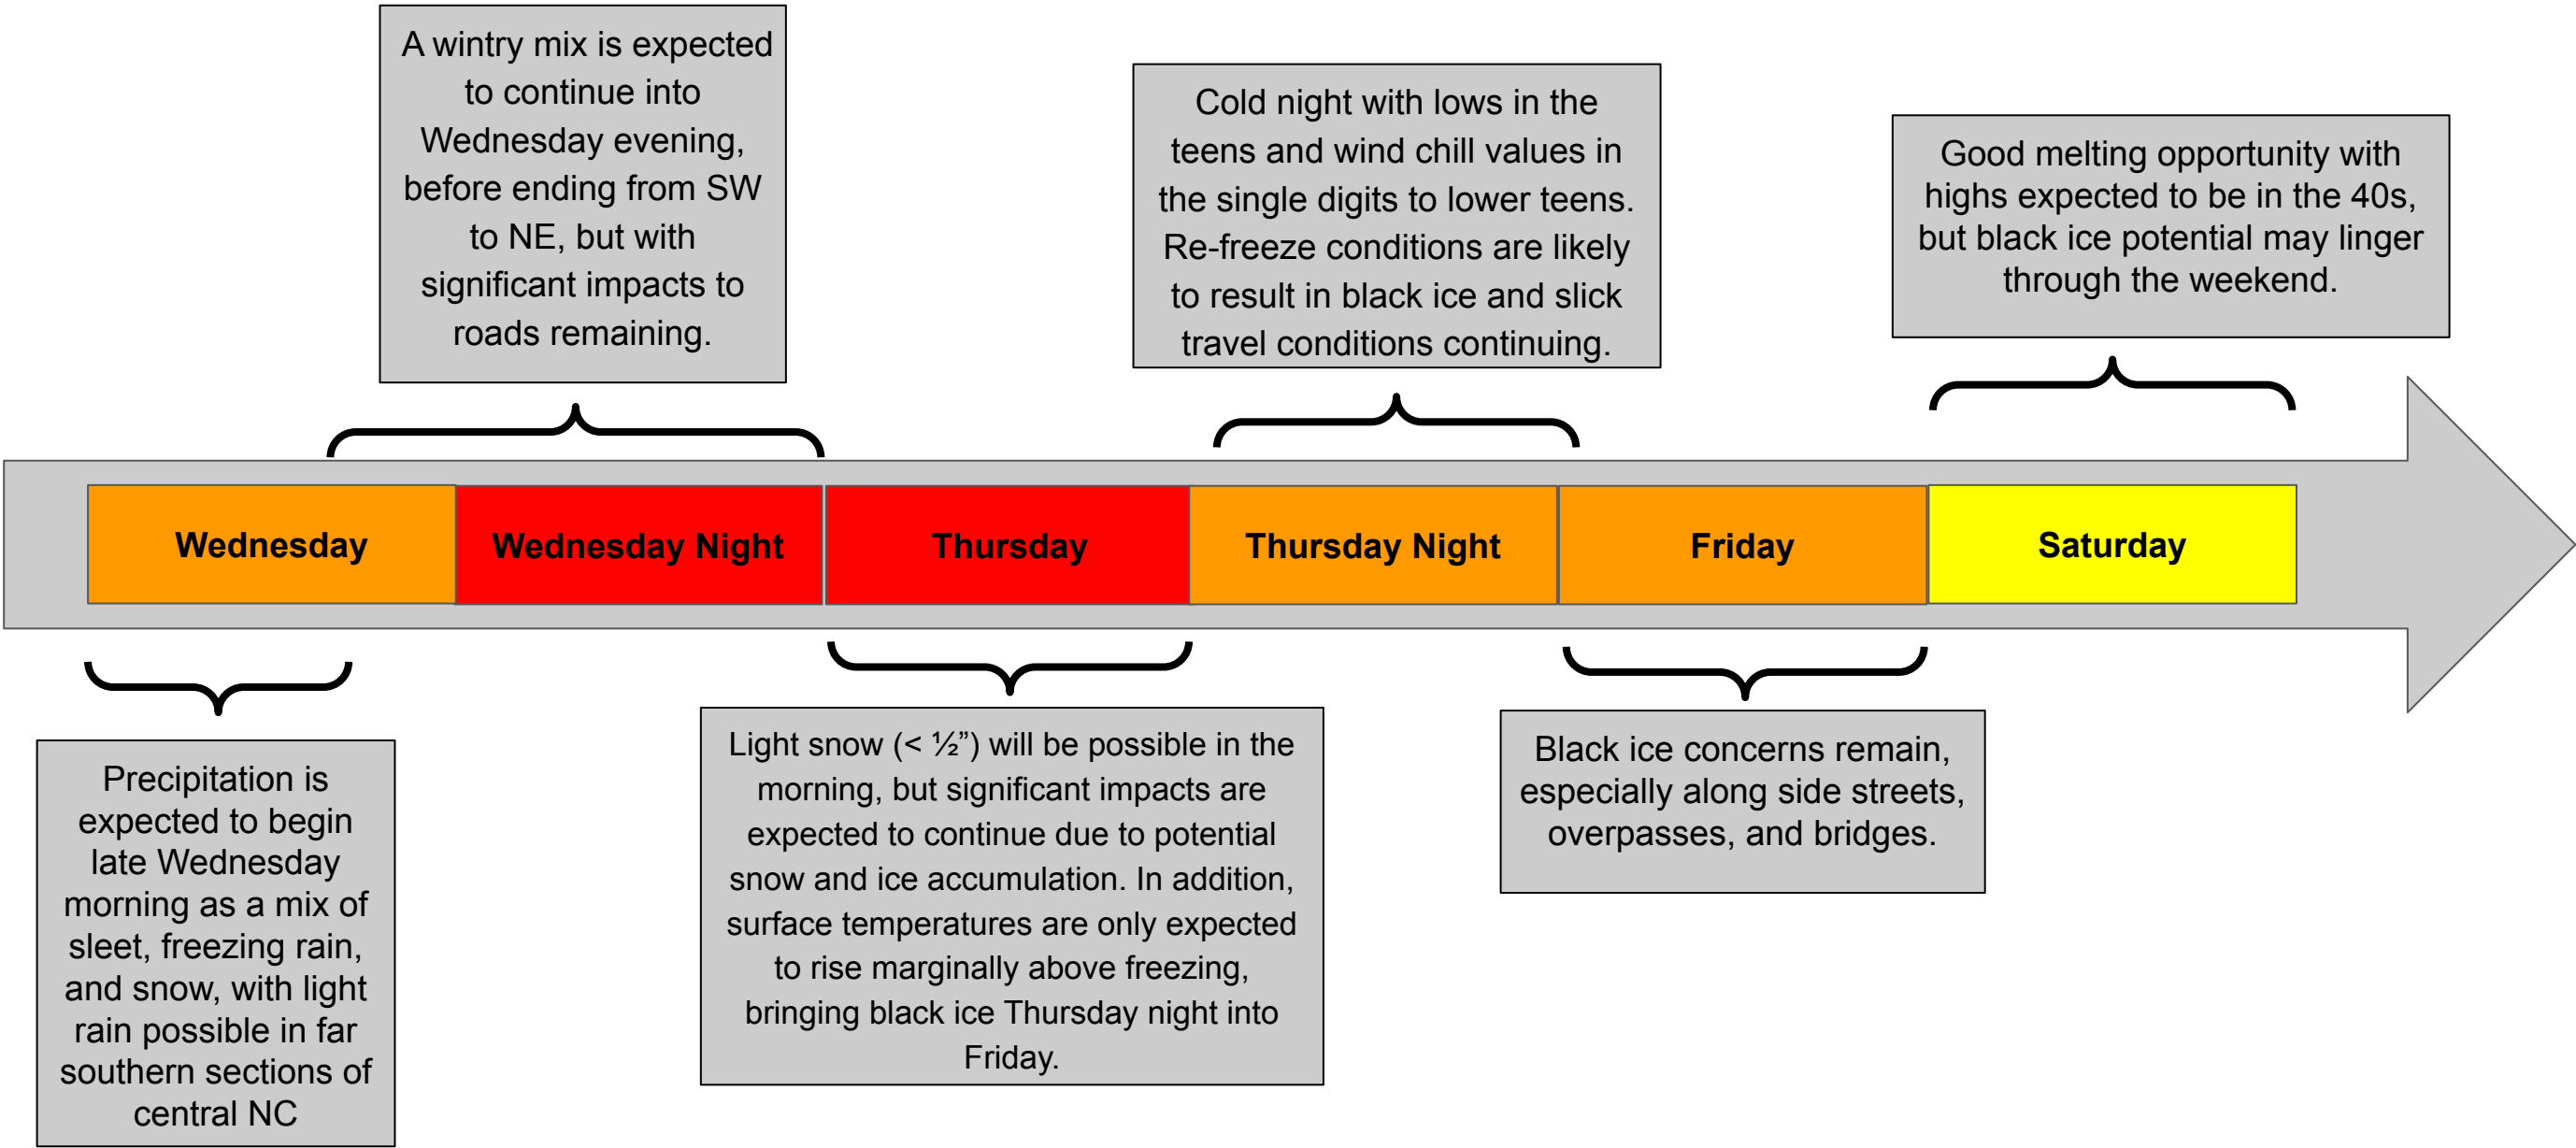 A wintry mix is expected
to continue into
Wednesday evening,
before ending from SW
to NE, but with
significant impacts to
roads remaining.
Cold night with lows in the
teens and wind chill values in
the single digits to lower teens.
Re-freeze conditions are likely
to result in black ice and slick
travel conditions continuing.
Good melting opportunity with
highs expected to be in the 40s,
but black ice potential may linger
through the weekend.
Wednesday
Wednesday Night
Thursday
Thursday Night
Friday
Saturday
Precipitation is
expected to begin
late Wednesday
morning as a mix of
sleet, freezing rain,
and snow, with light
rain possible in far
southern sections of
central NC
Light snow (< ½”) will be possible in the
morning, but significant impacts are
expected to continue due to potential
snow and ice accumulation. In addition,
surface temperatures are only expected
to rise marginally above freezing,
bringing black ice Thursday night into
Friday.
Black ice concerns remain,
especially along side streets,
overpasses, and bridges.